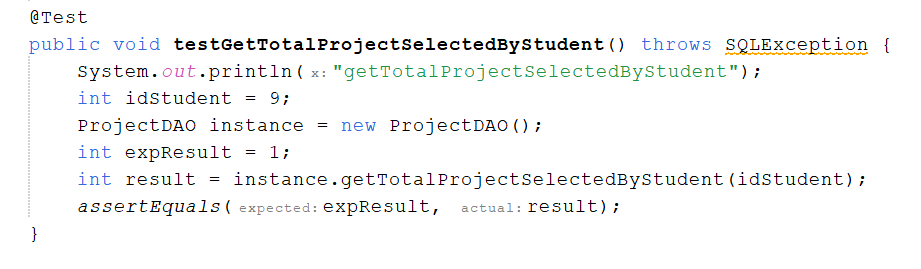 @Test
public void testGetTotalProjectSelectedByStudent() throws SQLException {
System.out.println( x: "getTotalProjectSelectedByStudent");
int idStudent = 9;
ProjectDAO instance = new ProjectDAO();
int expResult = 1;
int result = instance.getTotalProjectSelectedByStudent(idStudent);
assertEquals( expected: expResult, actual: result);
}